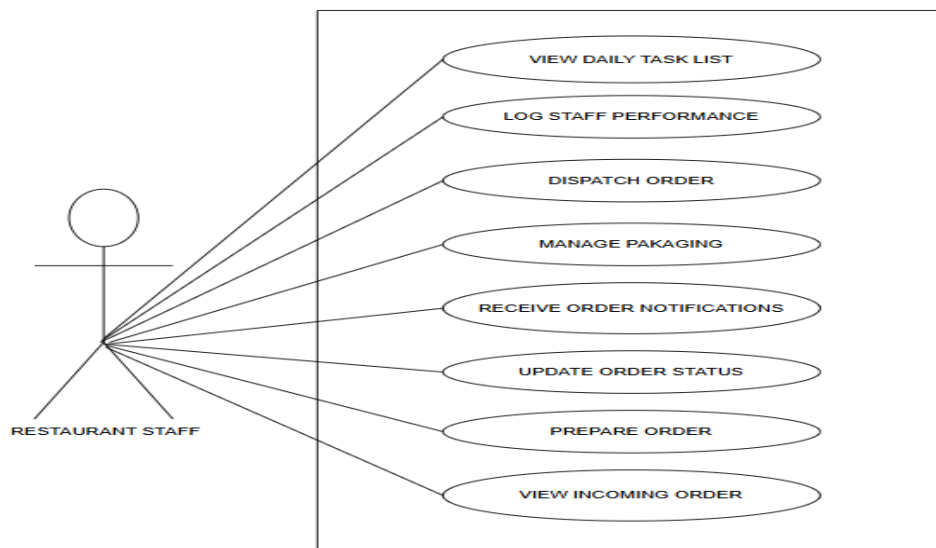 VIEW DAILY TASK LIST
LOG STAFF PERFORMANCE
DISPATCH ORDER
MANAGE PAKAGING
RECEIVE ORDER NOTIFICATIONS
UPDATE ORDER STATUS
PREPARE ORDER
VIEW INCOMING ORDER
RESTAURANT STAFF